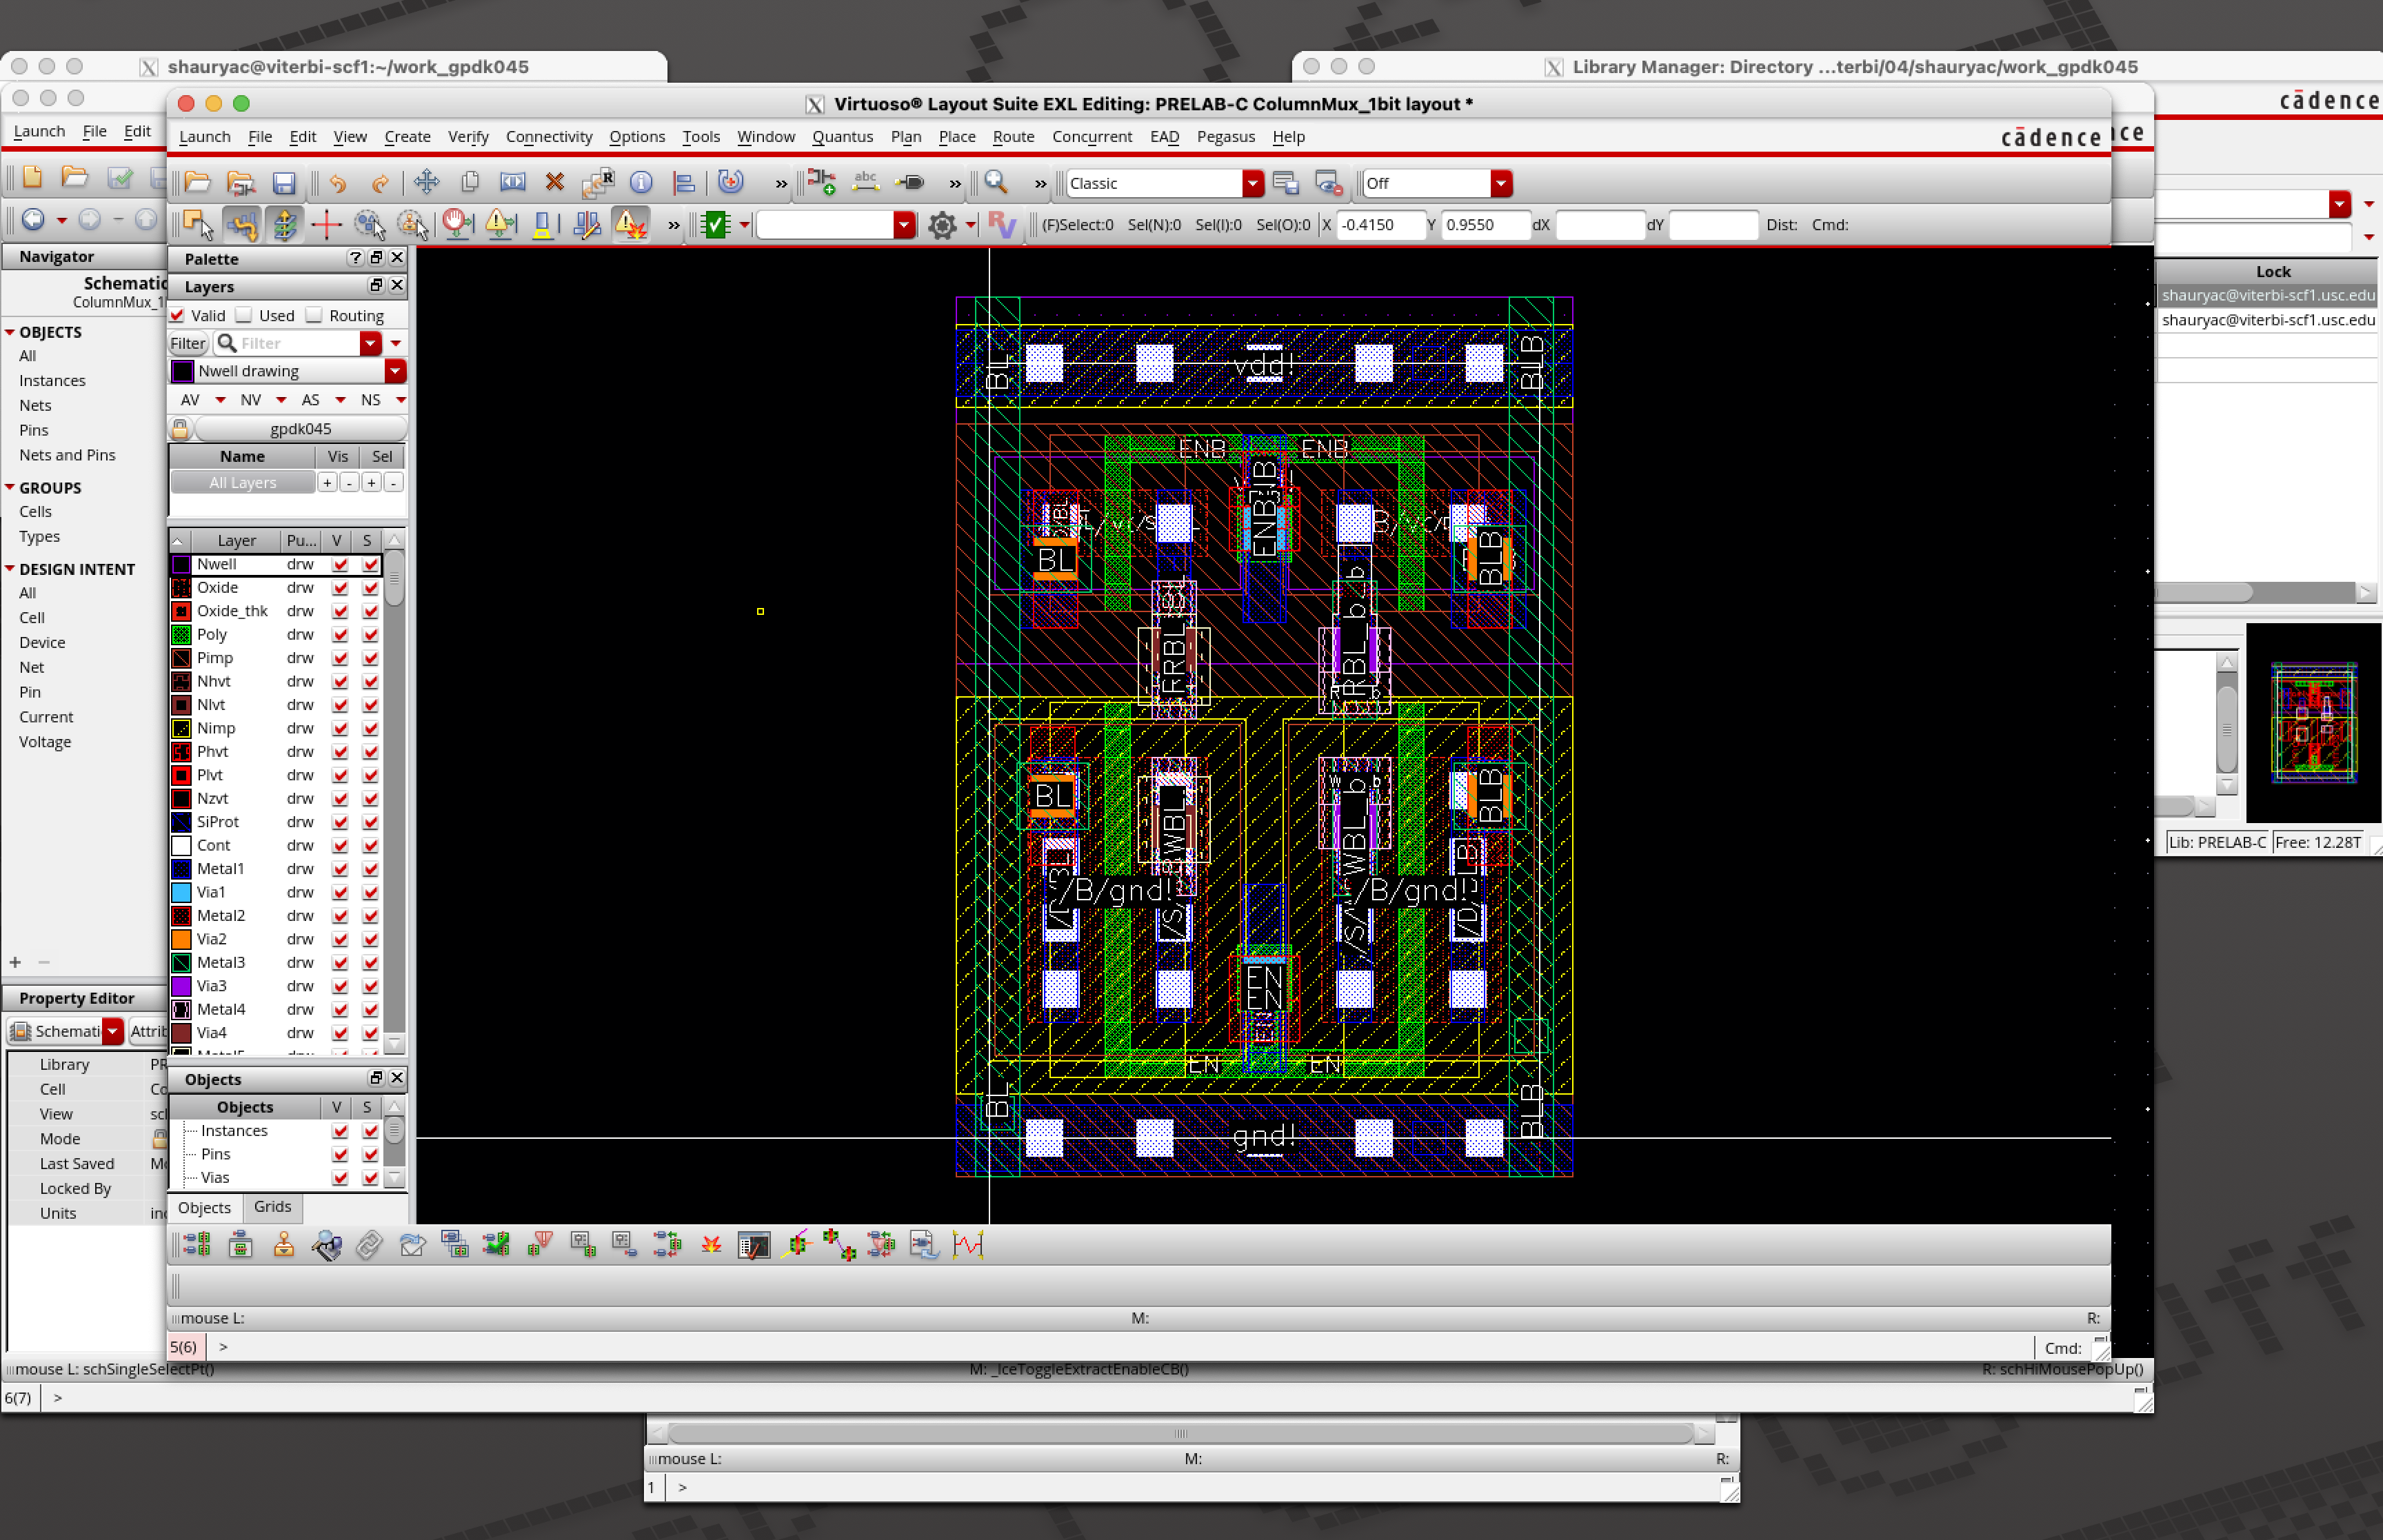 shauryac@viterbi-scf1:~/work_gpdk045
Library Manager: Directory ...terbi/04/shauryac/work_gpdk045
Launch File Edit
cādence
Virtuoso® Layout Suite EXL Editing: PRELAB-C ColumnMux_1bit layout *
Launch File Edit View Create Verify Connectivity Options Tools Window Quantus Plan Place Route Concurrent EAD Pegasus Help
cādence
nce
Classic
Off
(F)Select:0 Sel(N):0 Sel(I):0 Sel(O):0 X -0.4150 Y 0.9550 dX dY Dist: Cmd:
Navigator
Schematic
ColumnMux_1
OBJECTS
All
Instances
Nets
Pins
Nets and Pins
GROUPS
Cells
Types
DESIGN INTENT
All
Cell
Device
Net
Pin
Current
Voltage
Property Editor
Schemati
Attrib
Library PR
Cell Co
View sc
Mode
Last Saved Mo
Locked By
Units in
Palette
Layers
Valid Used Routing
Filter
Filter
Nwell drawing
AV NV AS NS
gpdk045
Name Vis Sel
All Layers + - + -
Layer Pu... V S
Nwell drw
Oxide drw
Oxide_thk drw
Poly drw
Pimp drw
Nhvt drw
Nlvt drw
Nimp drw
Phvt drw
Plvt drw
Nzvt drw
SiProt drw
Cont drw
Metal1 drw
Via1 drw
Metal2 drw
Via2 drw
Metal3 drw
Via3 drw
Metal4 drw
Via4 drw
Objects
Objects V S
Instances
Pins
Vias
Objects Grids
BL
vdd!
BLB
ENB
ENB
ENB
BL
BLB
RBL
RBL_b
BL
BLB
WBL
WBL_b
/B/gnd!
/B/gnd!
EN
EN
EN
EN
BL
gnd!
BLB
mouse L: M: R:
5(6) > Cmd:
mouse L: schSingleSelectPt() M: _IceToggleExtractEnableCB() R: schHiMousePopUp()
6(7) >
mouse L: M: R:
1 >
Lock
shauryac@viterbi-scf1.usc.edu
shauryac@viterbi-scf1.usc.edu
Lib: PRELAB-C Free: 12.28T